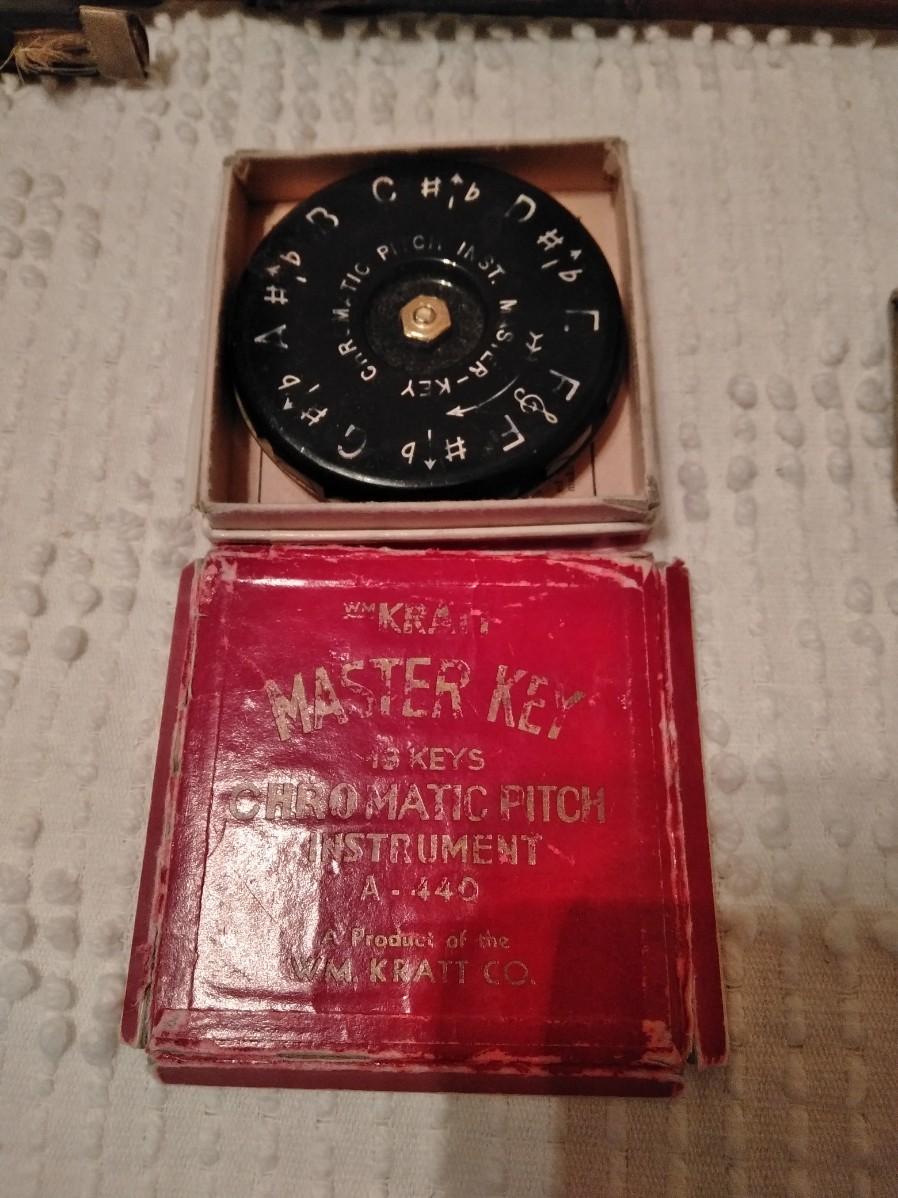 C #♭ D #♭ E F F #♭ G #♭ A #♭ B
CHROMATIC PITCH INST. MASTER-KEY
WM KRATT
MASTER KEY
13 KEYS
CHROMATIC PITCH
INSTRUMENT
A-440
A Product of the
WM. KRATT CO.